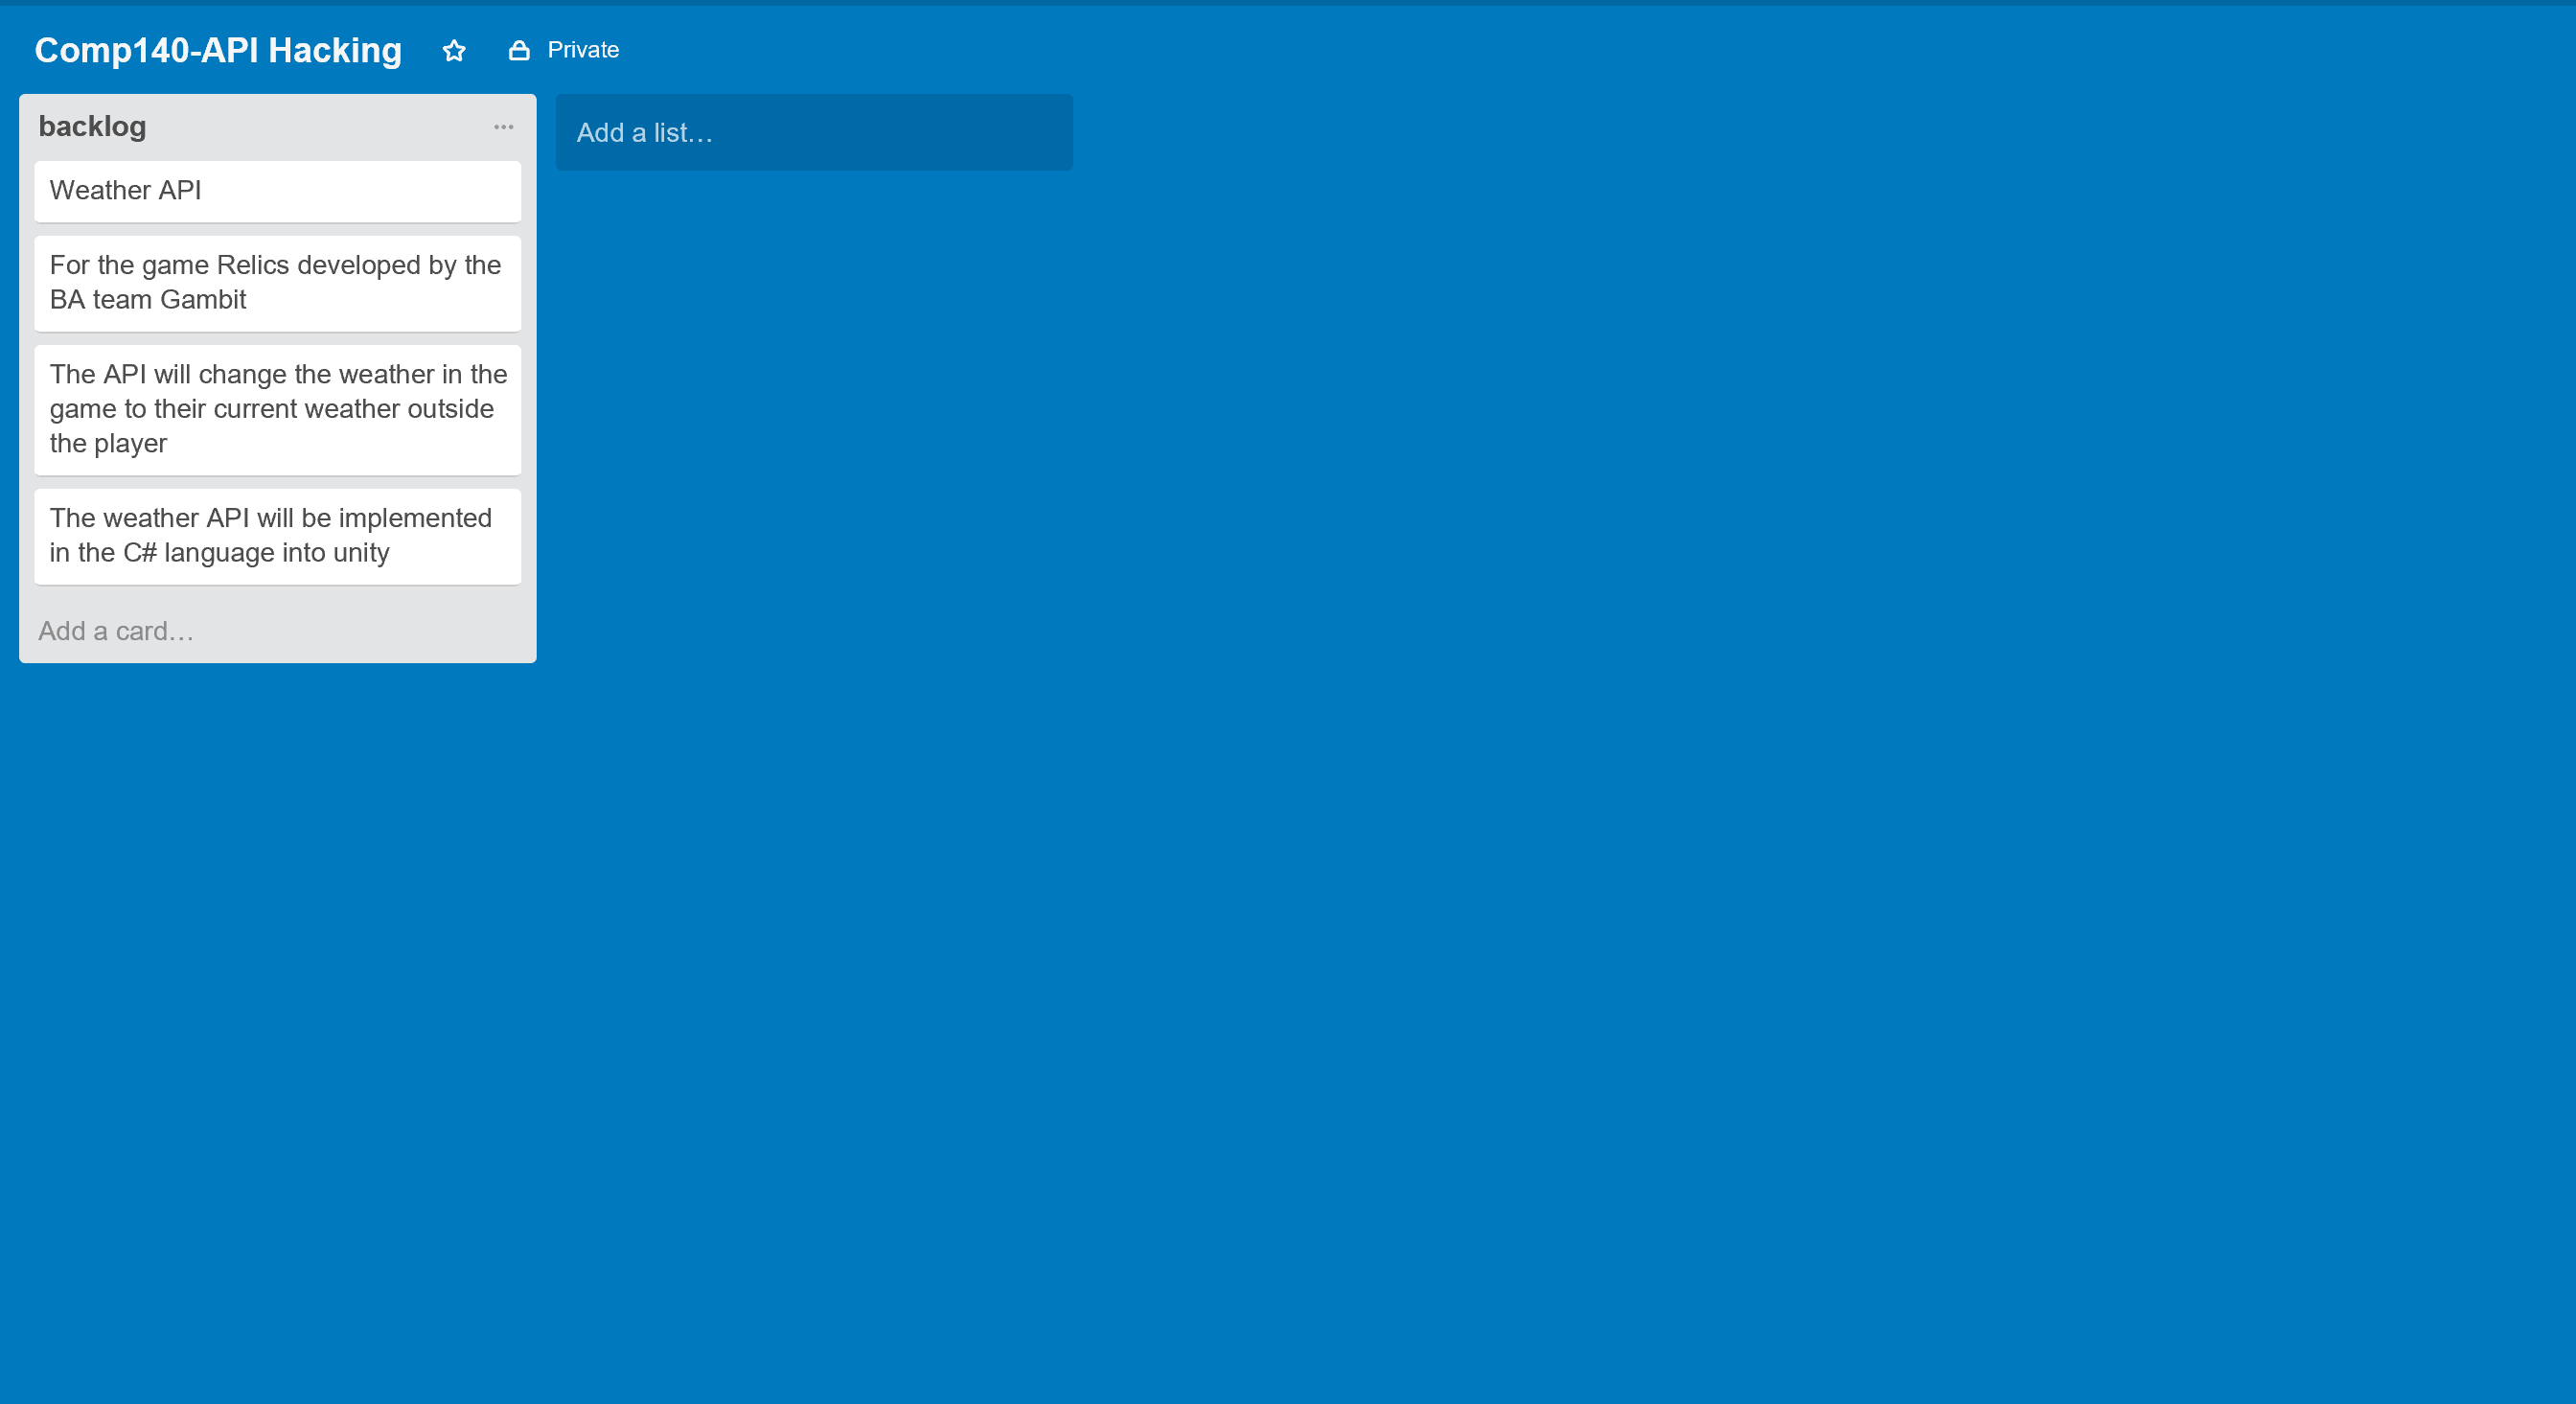 Comp140-API Hacking
Private
backlog
Add a list…
Weather API
For the game Relics developed by the
BA team Gambit
The API will change the weather in the
game to their current weather outside
the player
The weather API will be implemented
in the C# language into unity
Add a card…